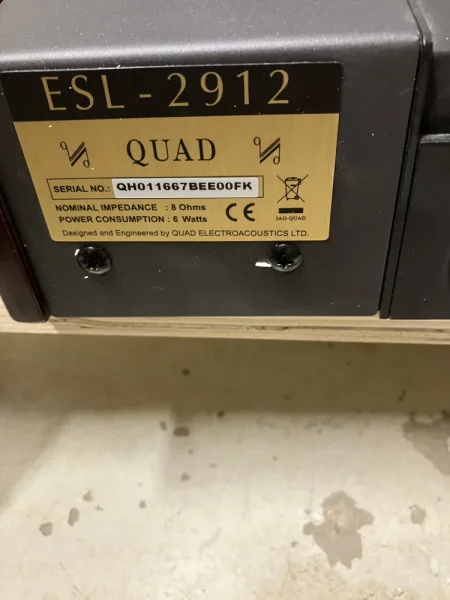 ESL-2912
QUAD
SERIAL NO.: QH011667BEE00FK
NOMINAL IMPEDANCE : 8 Ohms
POWER CONSUMPTION : 6 Watts
CE
IAG-QUAD
Designed and Engineered by QUAD ELECTROACOUSTICS LTD.